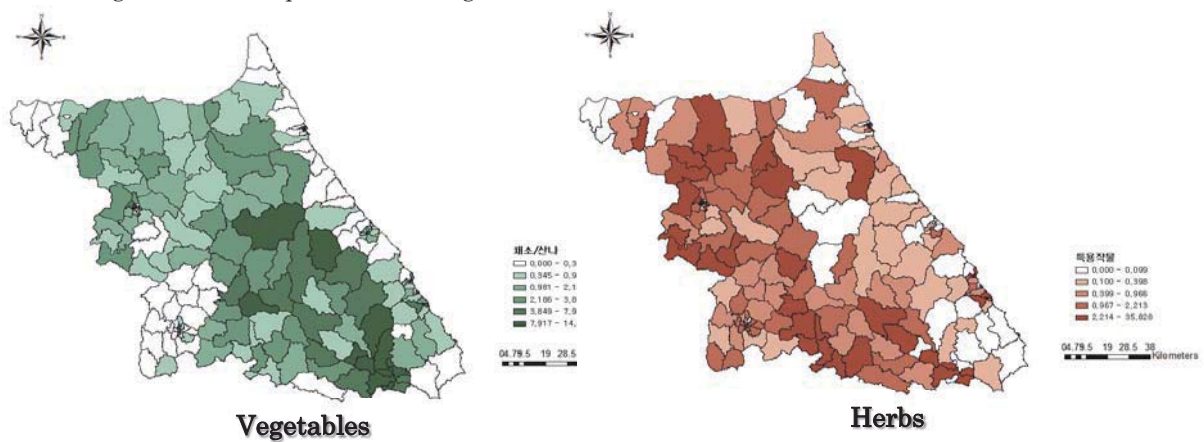 채소/산나
0,000 - 0,3
0,345 - 0,9
0,981 - 2,1
2,186 - 3,8
3,849 - 7,9
7,917 - 14,
04.79.5 19 28.5
Vegetables
특용작물
0,000 - 0,099
0,100 - 0,398
0,399 - 0,966
0,967 - 2,213
2,214 - 35,828
04.79.5 19 28.5 38
Kilometers
Herbs